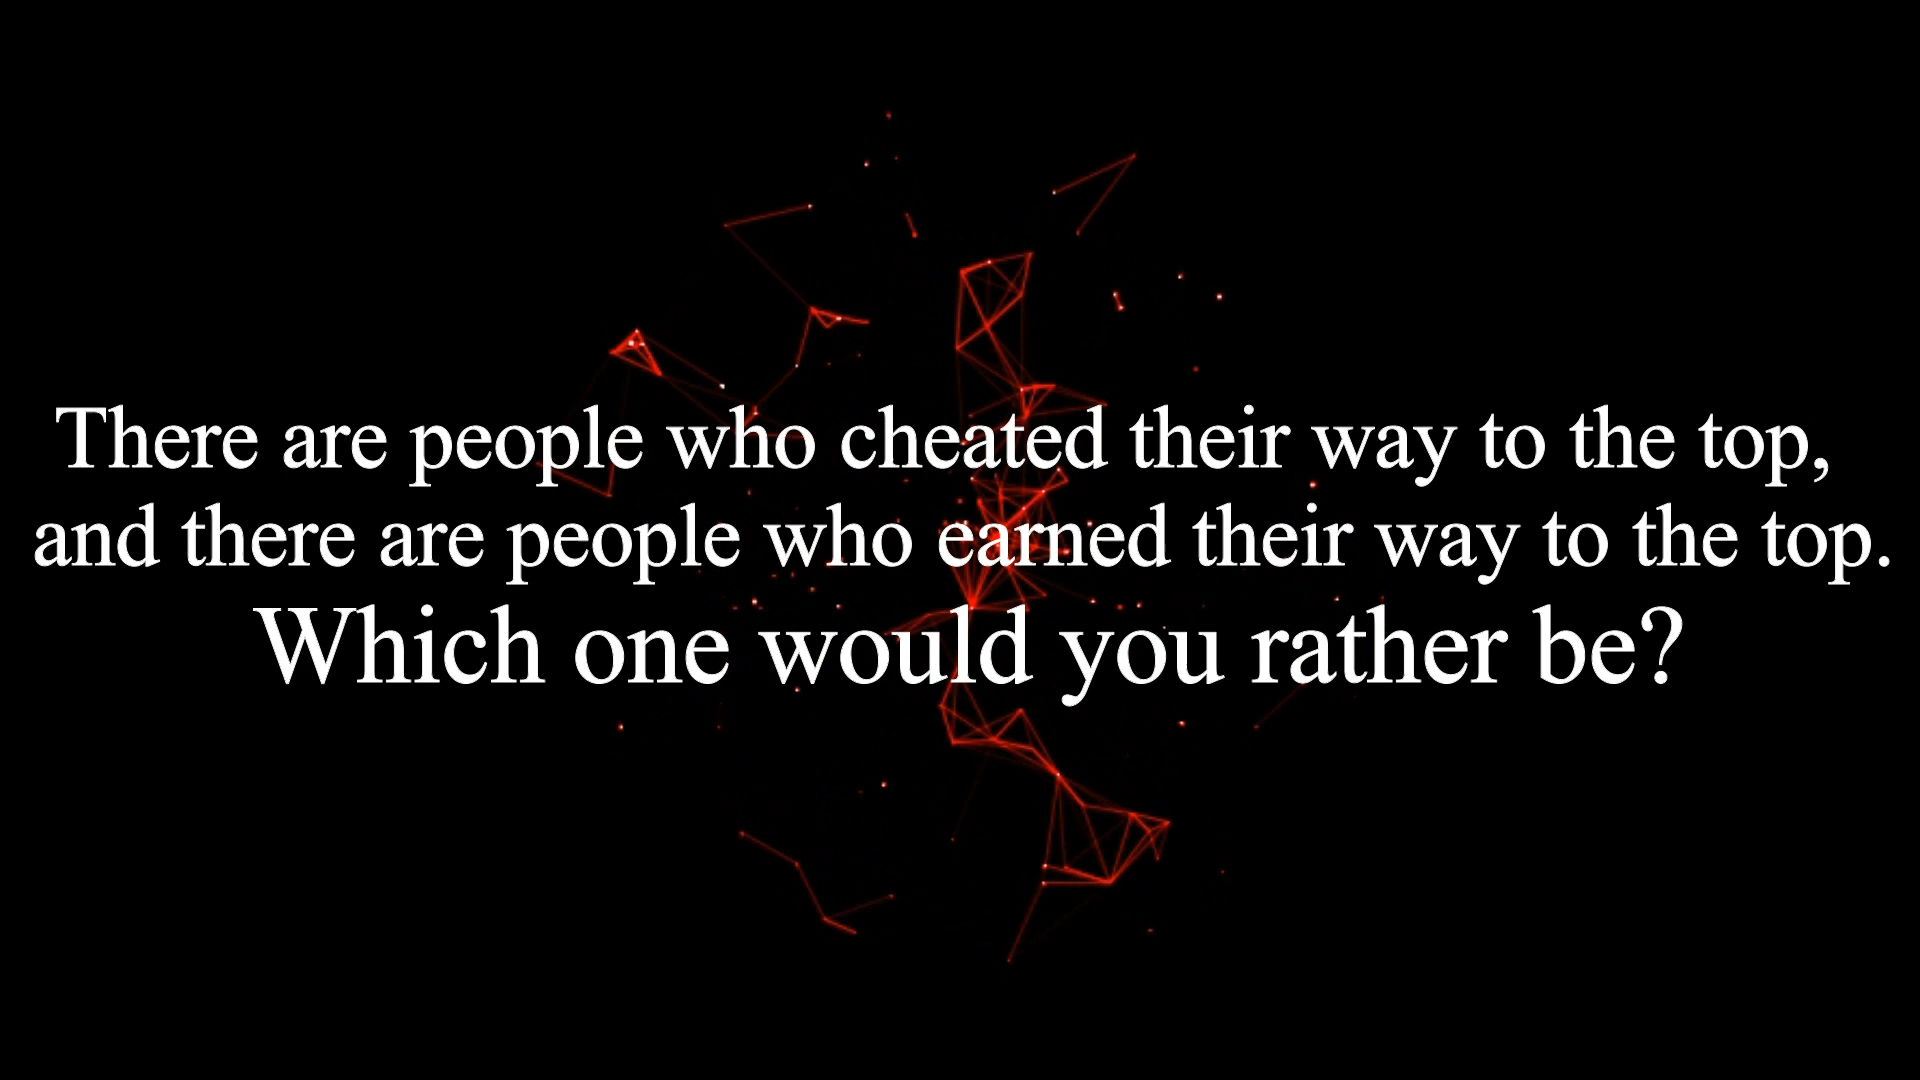 There are people who cheated their way to the top,
and there are people who earned their way to the top.
Which one would you rather be?